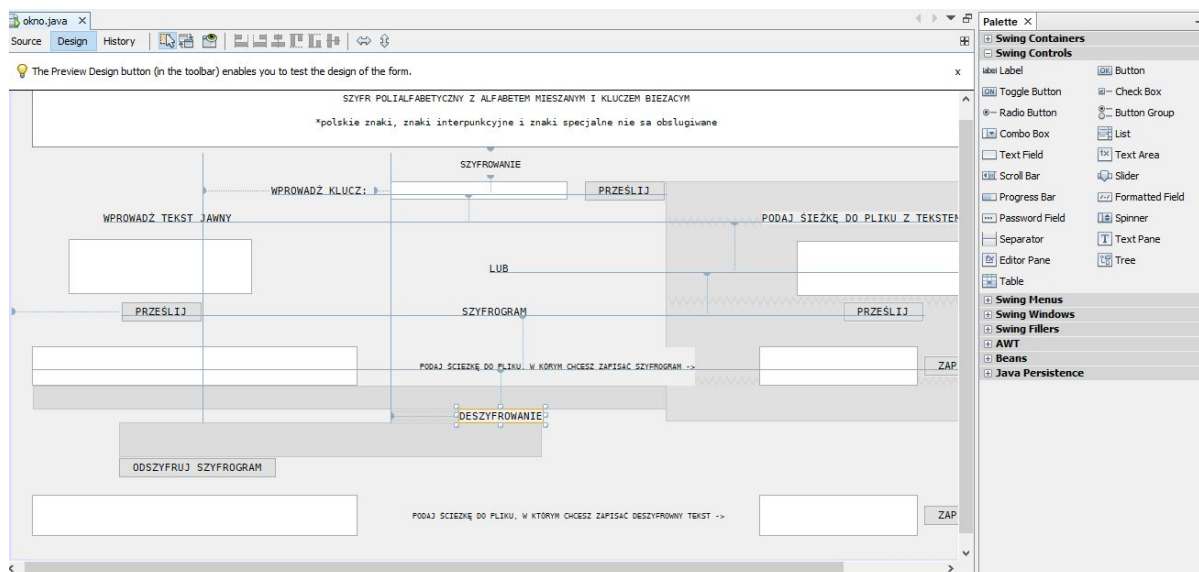 okno.java
Source Design History
The Preview Design button (in the toolbar) enables you to test the design of the form. x
SZYFR POLIALFABETYCZNY Z ALFABETEM MIESZANYM I KLUCZEM BIEZACYM
*polskie znaki, znaki interpunkcyjne i znaki specjalne nie sa obslugiwane
SZYFROWANIE
WPROWADŹ KLUCZ: PRZEŚLIJ
WPROWADŹ TEKST JAWNY PODAJ ŚIEŻKĘ DO PLIKU Z TEKSTEM
LUB
PRZEŚLIJ SZYFROGRAM PRZEŚLIJ
PODAJ ŚCIEZKĘ DO PLIKU, W KÓRYM CHCESZ ZAPISAĆ SZYFROGRAM -> ZAP
DESZYFROWANIE
ODSZYFRUJ SZYFROGRAM
PODAJ ŚCIEZKĘ DO PLIKU, W KTÓRYM CHCESZ ZAPISAĆ DESZYFROWNY TEKST -> ZAP
Palette
Swing Containers
Swing Controls
label Label OK Button
ON Toggle Button Check Box
Radio Button Button Group
Combo Box List
Text Field Text Area
Scroll Bar Slider
Progress Bar Formatted Field
Password Field Spinner
Separator Text Pane
Editor Pane Tree
Table
Swing Menus
Swing Windows
Swing Fillers
AWT
Beans
Java Persistence